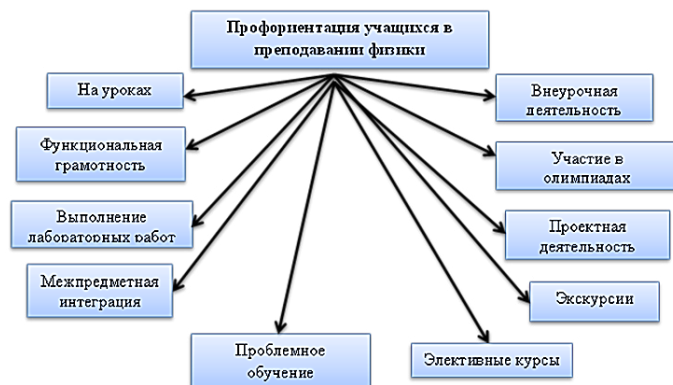 Профориентация учащихся в
преподавании физики
На уроках
Внеурочная
деятельность
Функциональная
грамотность
Участие в
олимпиадах
Выполнение
лабораторных работ
Проектная
деятельность
Межпредметная
интеграция
Экскурсии
Проблемное
обучение
Элективные курсы